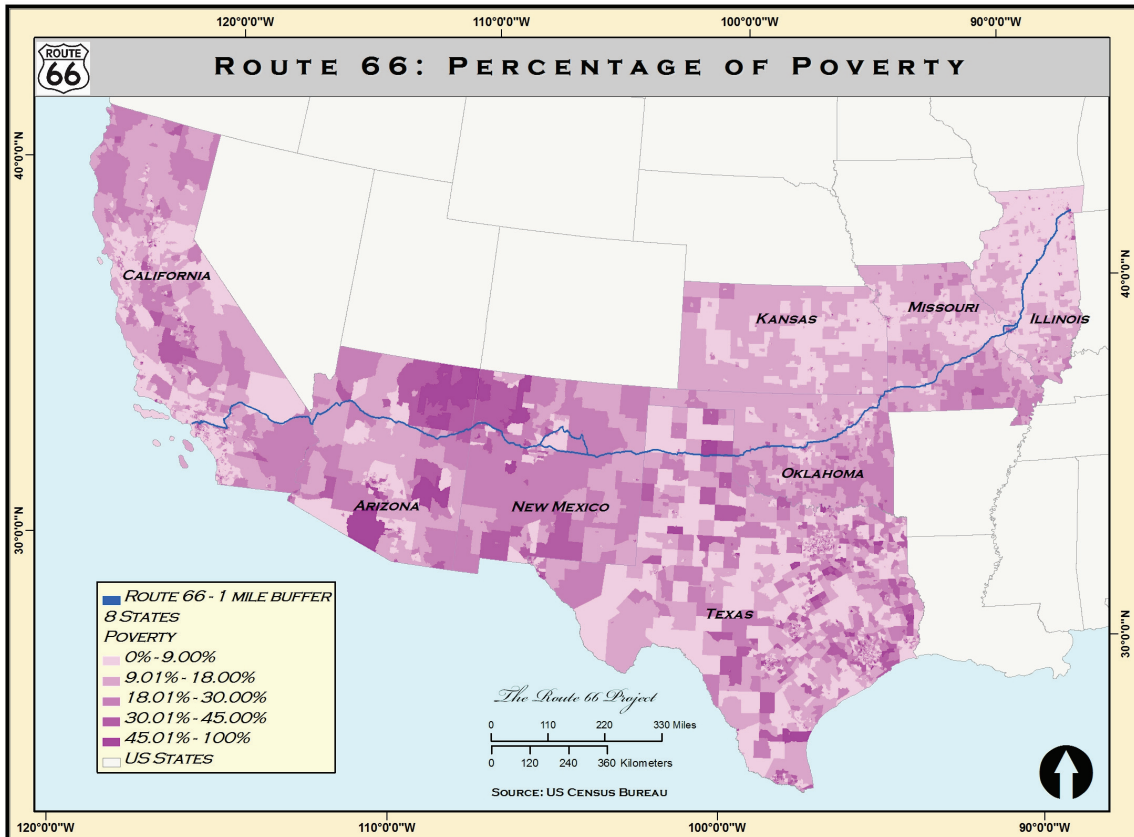 120°0'0"W
110°0'0"W
100°0'0"W
90°0'0"W
ROUTE
66
ROUTE 66: PERCENTAGE OF POVERTY
40°0'0"N
40°0'0"N
CALIFORNIA
KANSAS
MISSOURI
ILLINOIS
OKLAHOMA
ARIZONA
NEW MEXICO
TEXAS
30°0'0"N
30°0'0"N
ROUTE 66 - 1 MILE BUFFER
8 STATES
POVERTY
0% - 9.00%
9.01% - 18.00%
18.01% - 30.00%
30.01% - 45.00%
45.01% - 100%
US STATES
The Route 66 Project
0 110 220 330 Miles
0 120 240 360 Kilometers
SOURCE: US CENSUS BUREAU
120°0'0"W
110°0'0"W
100°0'0"W
90°0'0"W